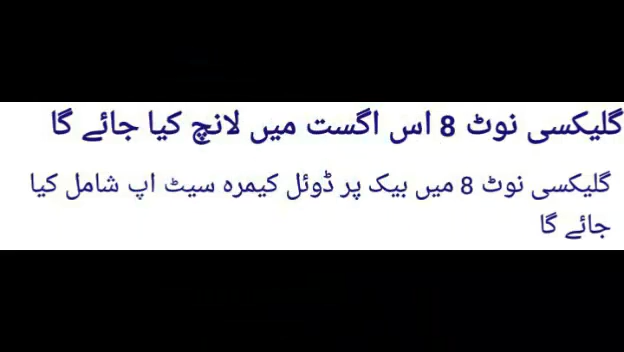 گلیکسی نوٹ 8 اس اگست میں لانچ کیا جائے گا
گلیکسی نوٹ 8 میں بیک پر ڈوئل کیمرہ سیٹ اپ شامل کیا
جائے گا